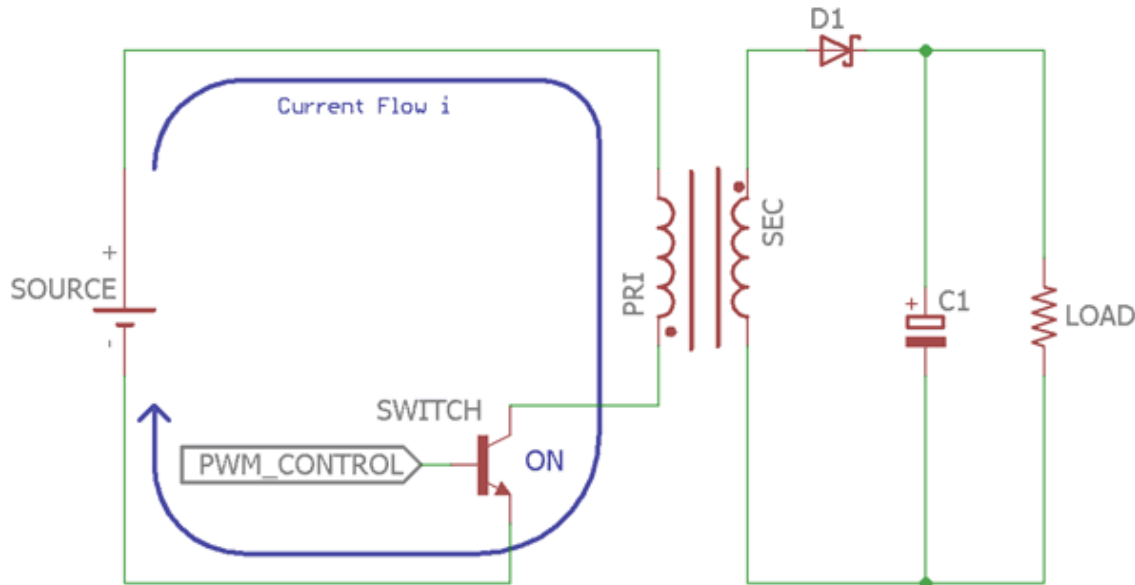 D1
Current Flow i
+
SOURCE
-
PRI
SEC
+
C1
LOAD
SWITCH
PWM_CONTROL
ON